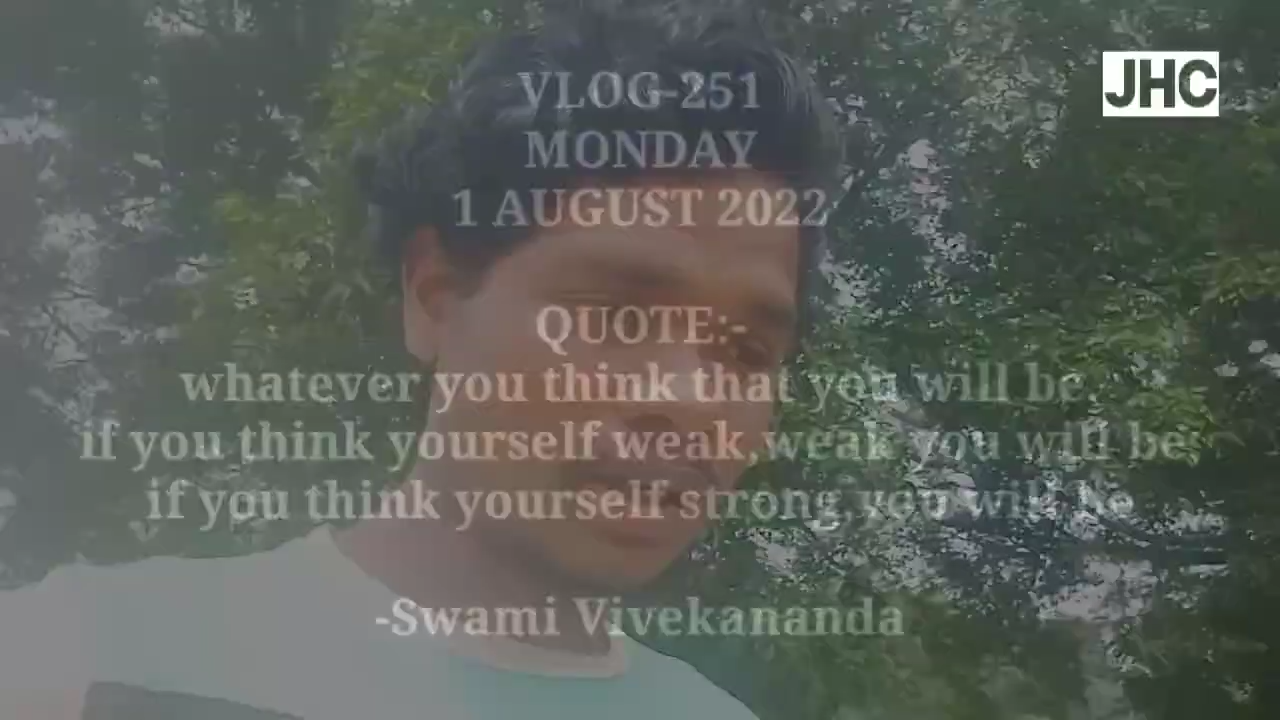 JHC
VLOG-251
MONDAY
1 AUGUST 2022
QUOTE:-
whatever you think that you will be.
if you think yourself weak,weak you will be
if you think yourself strong,you will be
-Swami Vivekananda